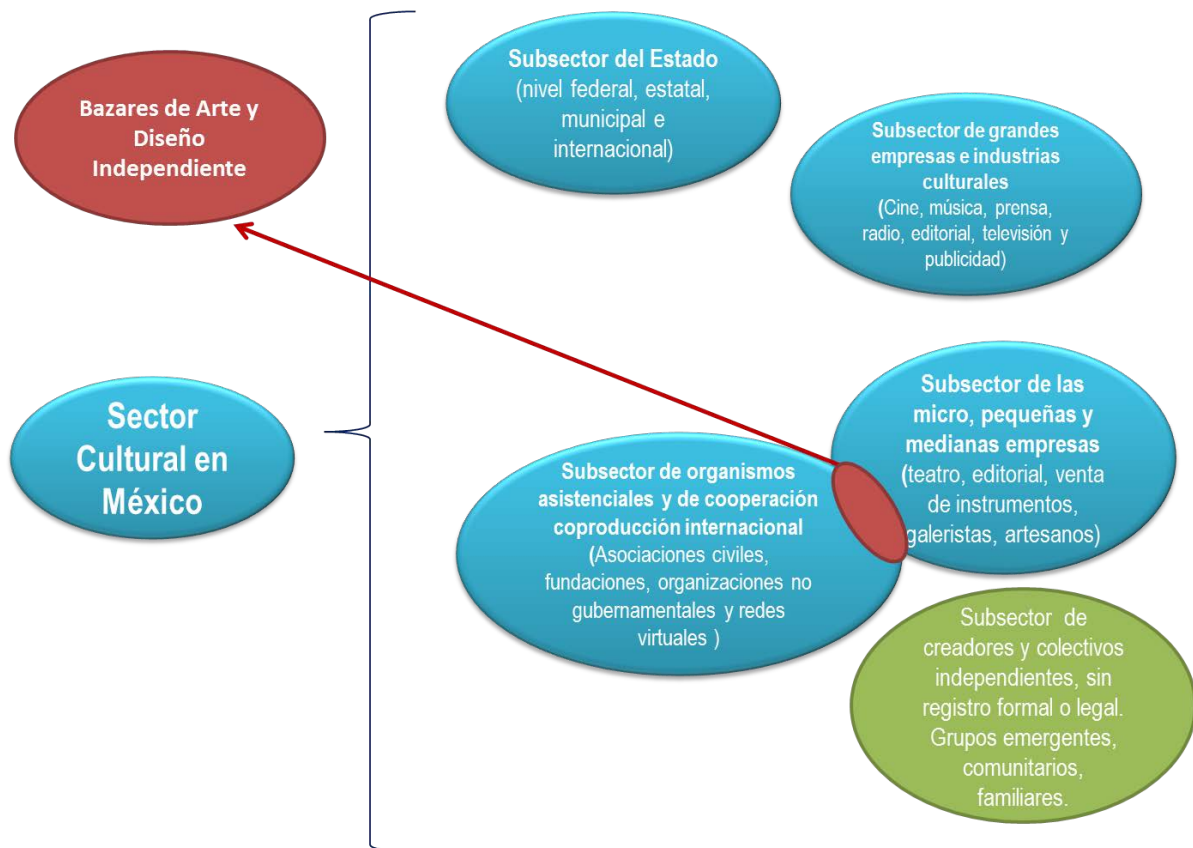 Bazares de Arte y
Diseño
Independiente
Sector
Cultural en
México
Subsector del Estado
(nivel federal, estatal,
municipal e
internacional)
Subsector de grandes
empresas e industrias
culturales
(Cine, música, prensa,
radio, editorial, televisión y
publicidad)
Subsector de las
micro, pequeñas y
medianas empresas
(teatro, editorial, venta
de instrumentos,
galeristas, artesanos)
Subsector de organismos
asistenciales y de cooperación
coproducción internacional
(Asociaciones civiles,
fundaciones, organizaciones no
gubernamentales y redes
virtuales )
Subsector de
creadores y colectivos
independientes, sin
registro formal o legal.
Grupos emergentes,
comunitarios,
familiares.